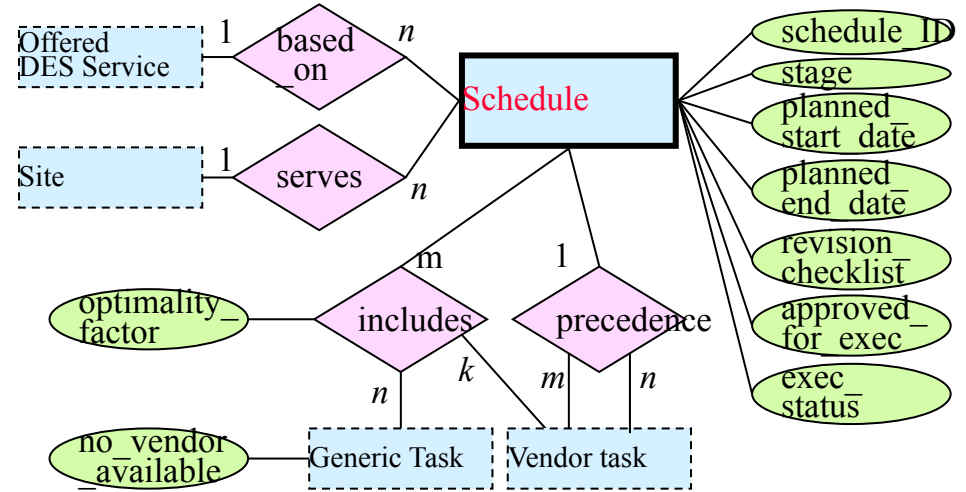 Offered
DES Service
1
based
_on
n
Schedule
Site
1
serves
n
schedule_ID
stage
planned_
start_date
planned_
end_date
revision_
checklist
approved_
for_exec
exec_
status
m
1
optimality_
factor
includes
precedence
k
n
m
n
no_vendor
_available
Generic Task
Vendor task